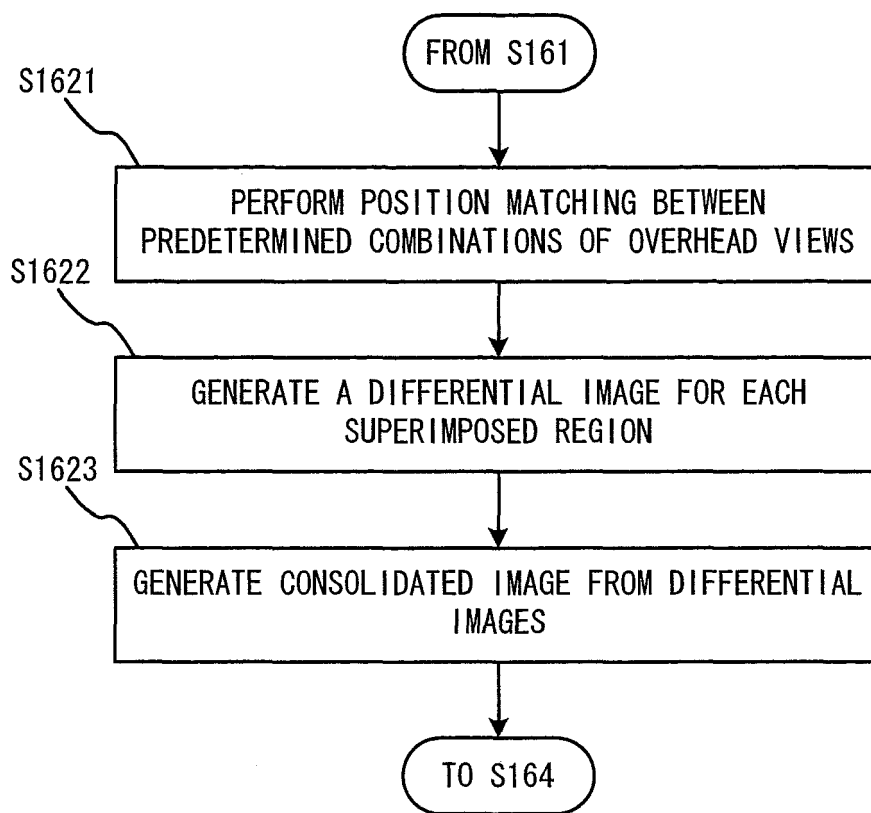 FROM S161
S1621
PERFORM POSITION MATCHING BETWEEN
PREDETERMINED COMBINATIONS OF OVERHEAD VIEWS
S1622
GENERATE A DIFFERENTIAL IMAGE FOR EACH
SUPERIMPOSED REGION
S1623
GENERATE CONSOLIDATED IMAGE FROM DIFFERENTIAL
IMAGES
TO S164